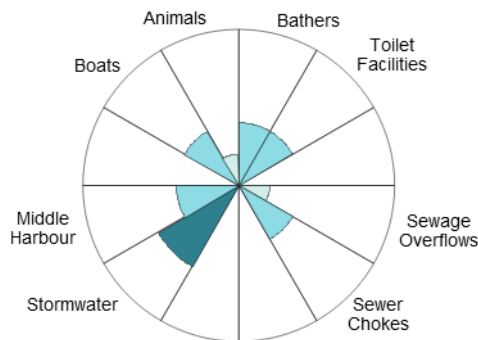 Animals
Bathers
Toilet
Facilities
Boats
Middle
Harbour
Sewage
Overflows
Stormwater
Sewer
Chokes